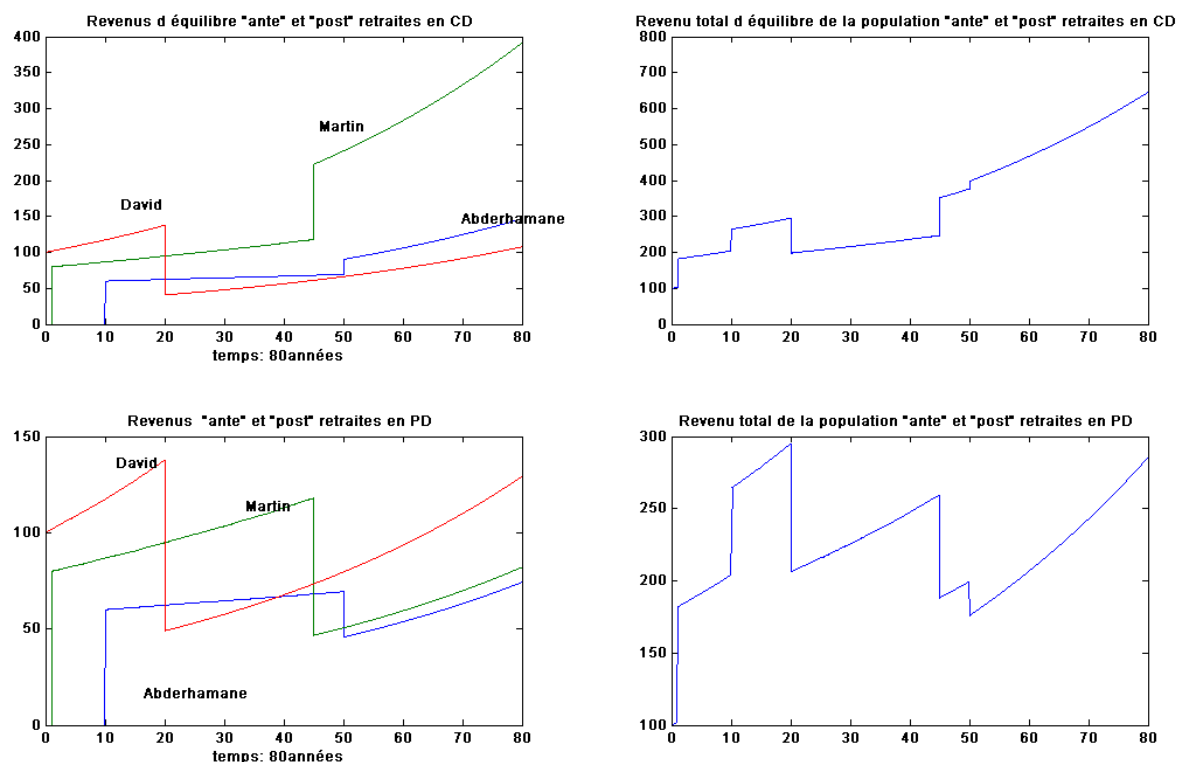 Revenus d équilibre "ante" et "post" retraites en CD
400
350
300
250
200
150
100
50
0
Martin
David
Abderhamane
0 10 20 30 40 50 60 70 80
temps: 80années
Revenu total d équilibre de la population "ante" et "post" retraites en CD
800
700
600
500
400
300
200
100
0
0 10 20 30 40 50 60 70 80
Revenus "ante" et "post" retraites en PD
150
100
50
0
David
Martin
Abderhamane
0 10 20 30 40 50 60 70 80
temps: 80années
Revenu total de la population "ante" et "post" retraites en PD
300
250
200
150
100
0 10 20 30 40 50 60 70 80